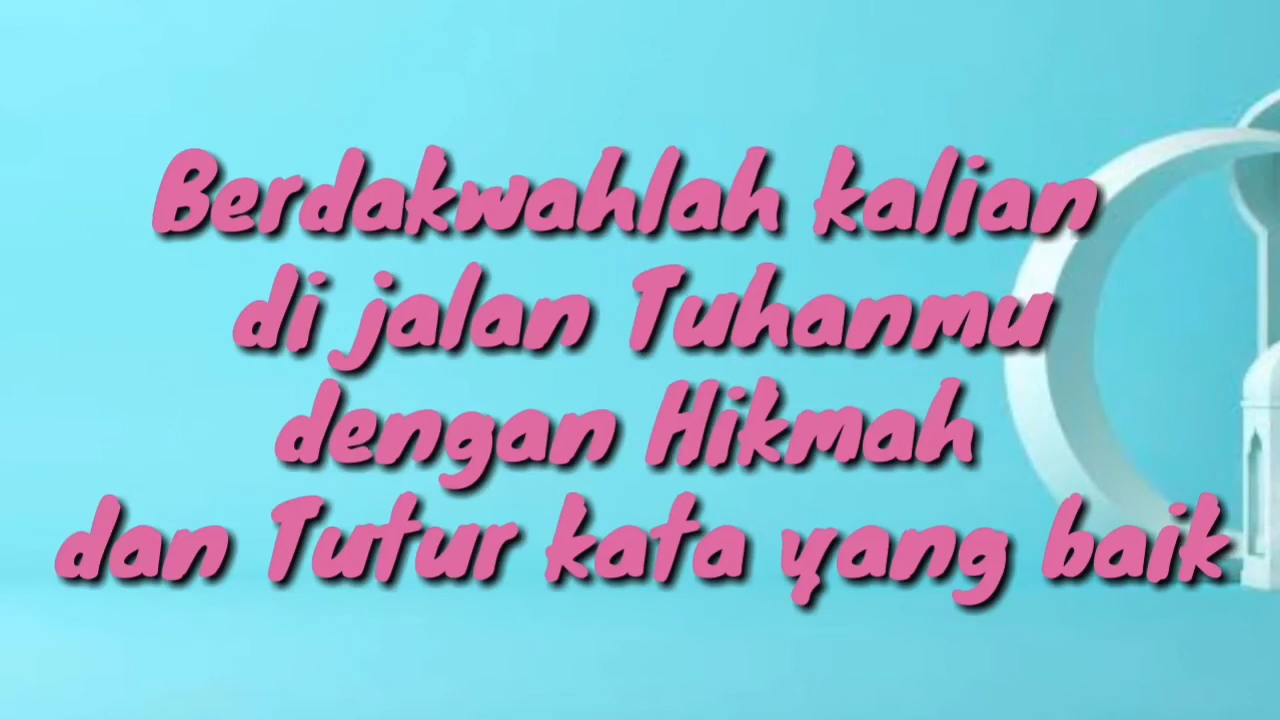 Berdakwahlah kalian
di jalan Tuhanmu
dengan Hikmah
dan Tutur kata yang baik